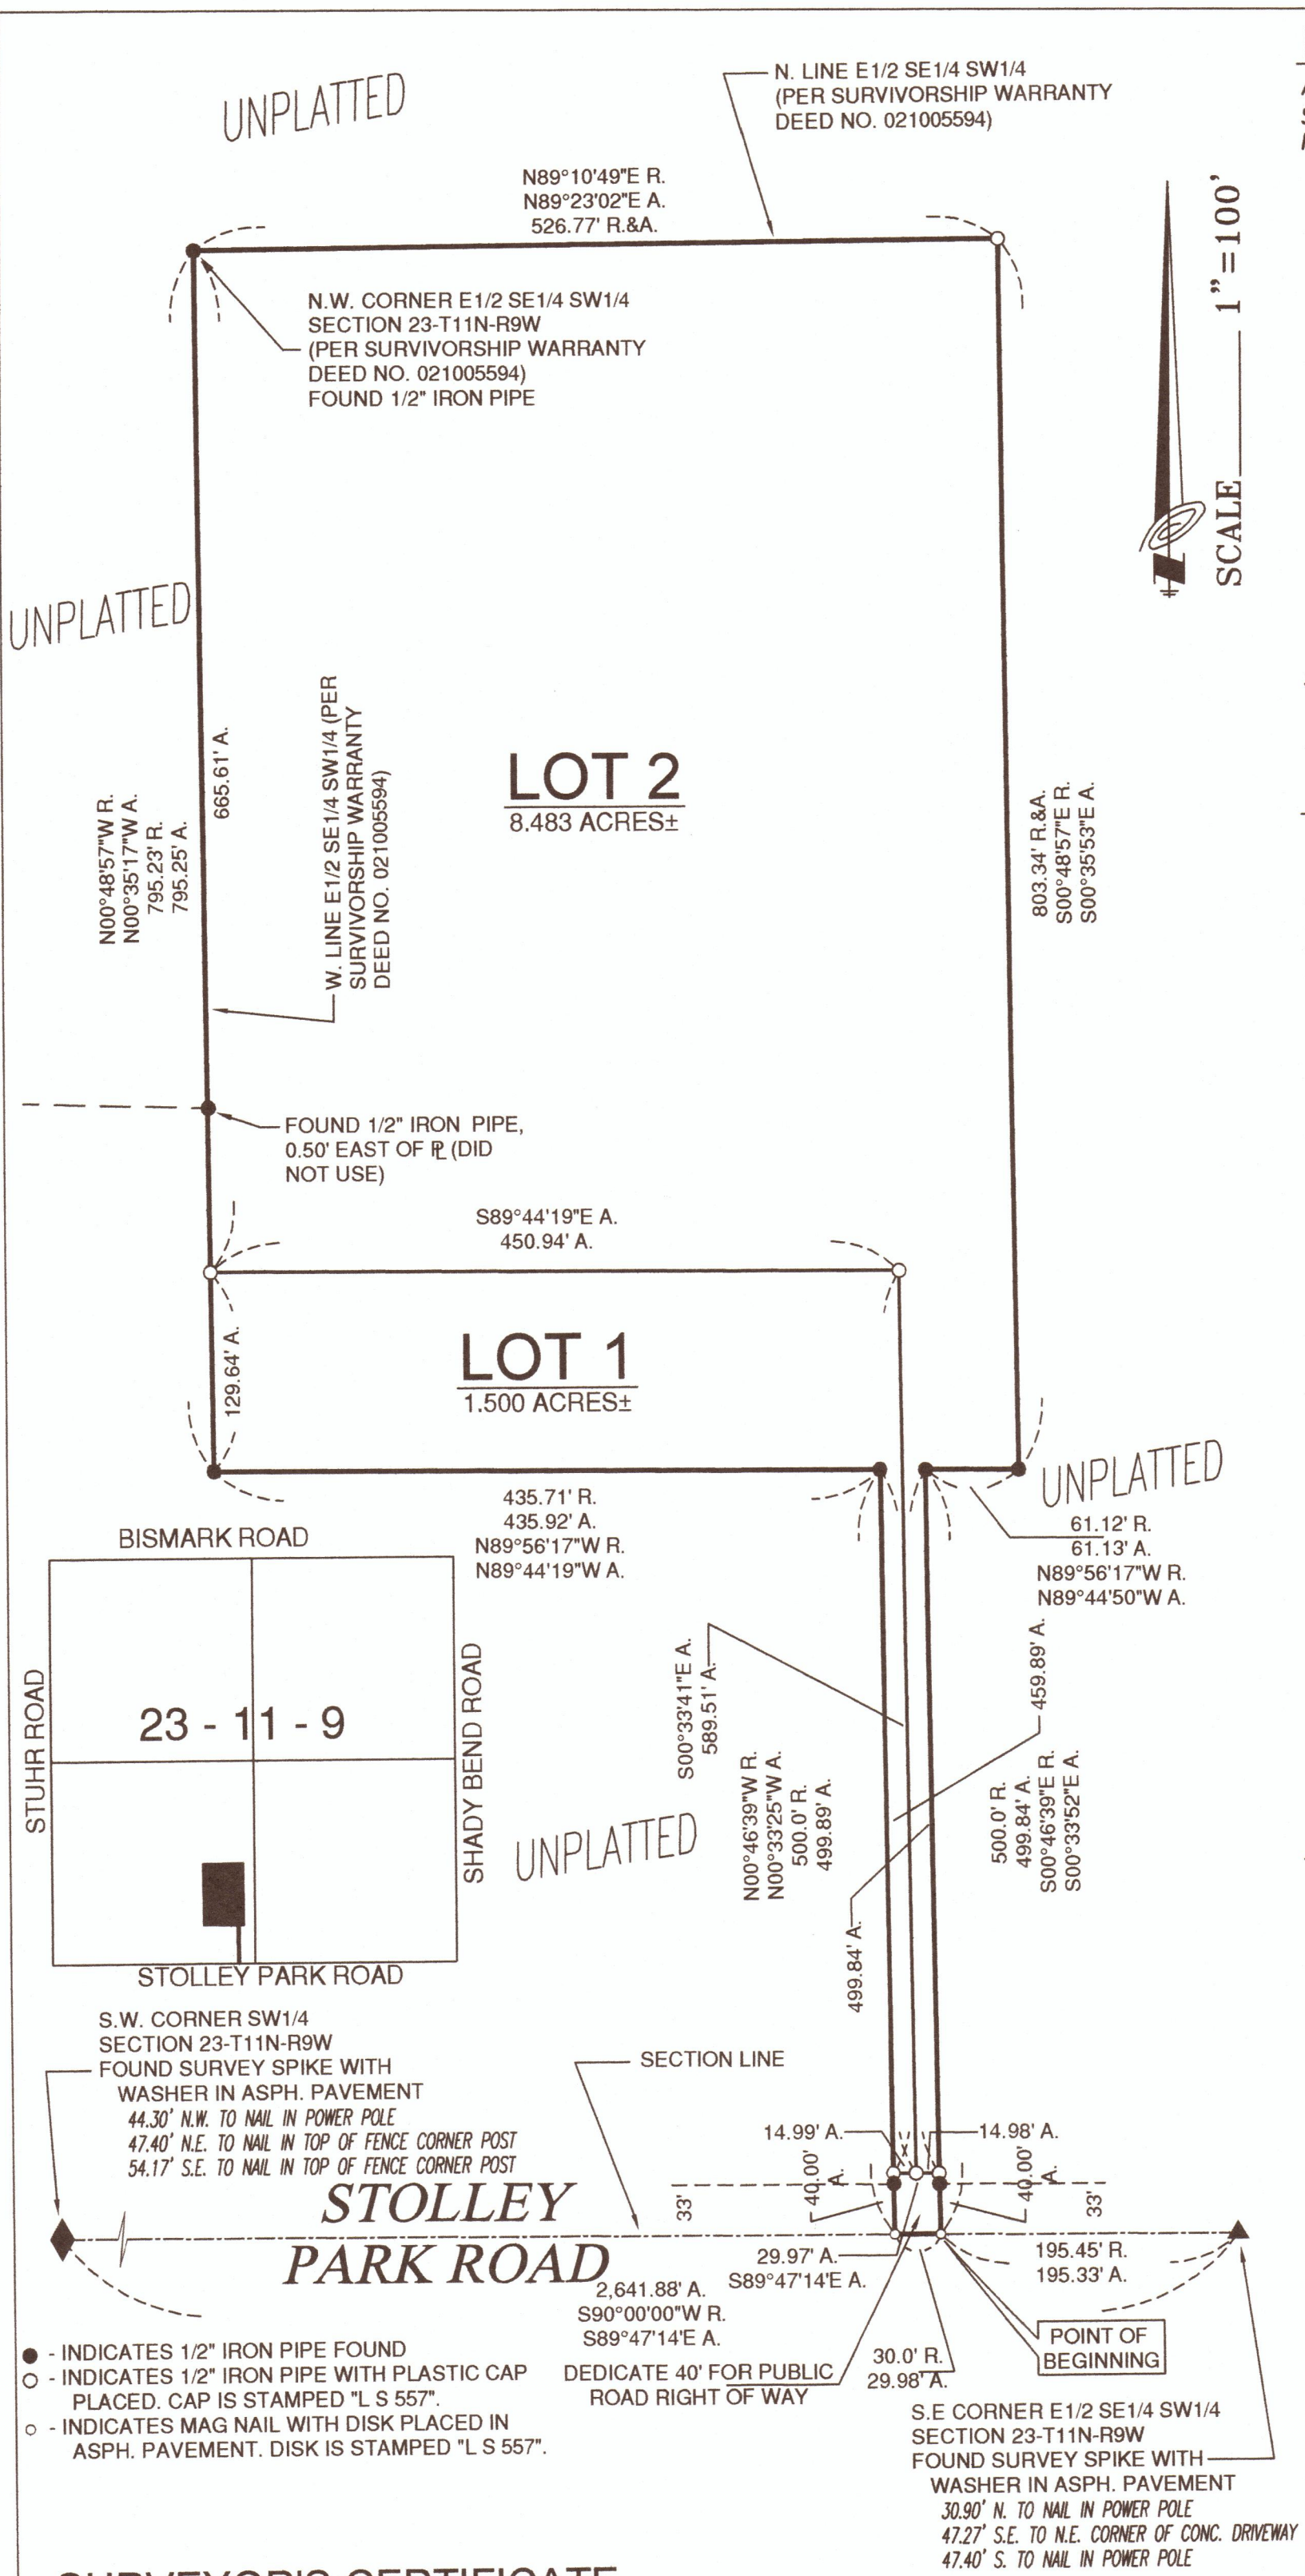 UNPLATTED
N. LINE E1/2 SE1/4 SW1/4
(PER SURVIVORSHIP WARRANTY
DEED NO. 021005594)
N89°10'49"E R.
N89°23'02"E A.
526.77' R.&A.
SCALE 1"=100'
N.W. CORNER E1/2 SE1/4 SW1/4
SECTION 23-T11N-R9W
(PER SURVIVORSHIP WARRANTY
DEED NO. 021005594)
FOUND 1/2" IRON PIPE
UNPLATTED
N00°48'57"W R.
N00°35'17"W A.
795.23' R.
795.25' A.
665.61' A.
W. LINE E1/2 SE1/4 SW1/4 (PER
SURVIVORSHIP WARRANTY
DEED NO. 021005594)
LOT 2
8.483 ACRES±
803.34' R.&A.
S00°48'57"E R.
S00°35'53"E A.
FOUND 1/2" IRON PIPE,
0.50' EAST OF ℄ (DID
NOT USE)
S89°44'19"E A.
450.94' A.
129.64' A.
LOT 1
1.500 ACRES±
435.71' R.
435.92' A.
N89°56'17"W R.
N89°44'19"W A.
UNPLATTED
61.12' R.
61.13' A.
N89°56'17"W R.
N89°44'50"W A.
BISMARK ROAD
STUHR ROAD
23 - 11 - 9
SHADY BEND ROAD
STOLLEY PARK ROAD
UNPLATTED
S00°33'41"E A.
589.51' A.
N00°46'39"W R.
N00°33'25"W A.
500.0' R.
499.89' A.
459.89' A.
499.84' A.
500.0' R.
499.84' A.
S00°46'39"E R.
S00°33'52"E A.
S.W. CORNER SW1/4
SECTION 23-T11N-R9W
FOUND SURVEY SPIKE WITH
WASHER IN ASPH. PAVEMENT
44.30' N.W. TO NAIL IN POWER POLE
47.40' N.E. TO NAIL IN TOP OF FENCE CORNER POST
54.17' S.E. TO NAIL IN TOP OF FENCE CORNER POST
SECTION LINE
14.99' A.
14.98' A.
40.00' A.
40.00' A.
33'
33'
STOLLEY
PARK ROAD
29.97' A.
S89°47'14"E A.
195.45' R.
195.33' A.
2,641.88' A.
S90°00'00"W R.
S89°47'14'E A.
30.0' R.
29.98' A.
POINT OF
BEGINNING
DEDICATE 40' FOR PUBLIC
ROAD RIGHT OF WAY
- INDICATES 1/2" IRON PIPE FOUND
- INDICATES 1/2" IRON PIPE WITH PLASTIC CAP
PLACED. CAP IS STAMPED "L S 557".
- INDICATES MAG NAIL WITH DISK PLACED IN
ASPH. PAVEMENT. DISK IS STAMPED "L S 557".
S.E CORNER E1/2 SE1/4 SW1/4
SECTION 23-T11N-R9W
FOUND SURVEY SPIKE WITH
WASHER IN ASPH. PAVEMENT
30.90' N. TO NAIL IN POWER POLE
47.27' S.E. TO N.E. CORNER OF CONC. DRIVEWAY
47.40' S. TO NAIL IN POWER POLE